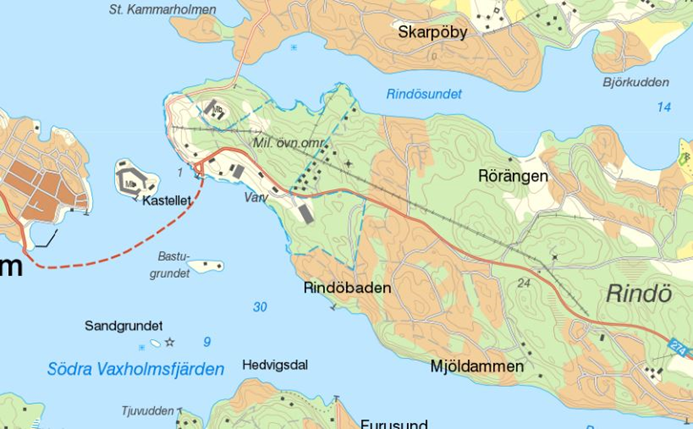 St. Kammarholmen
Skarpöby
Björkudden
Rindösundet
14
Mil. övn.omr.
Rörängen
1
Kastellet
Varv
Bastu-
grundet
m
Rindöbaden
24
Rindö
30
Sandgrundet
9
274
Södra Vaxholmsfjärden
Hedvigsdal
Mjöldammen
Tjuvudden
Eurusund